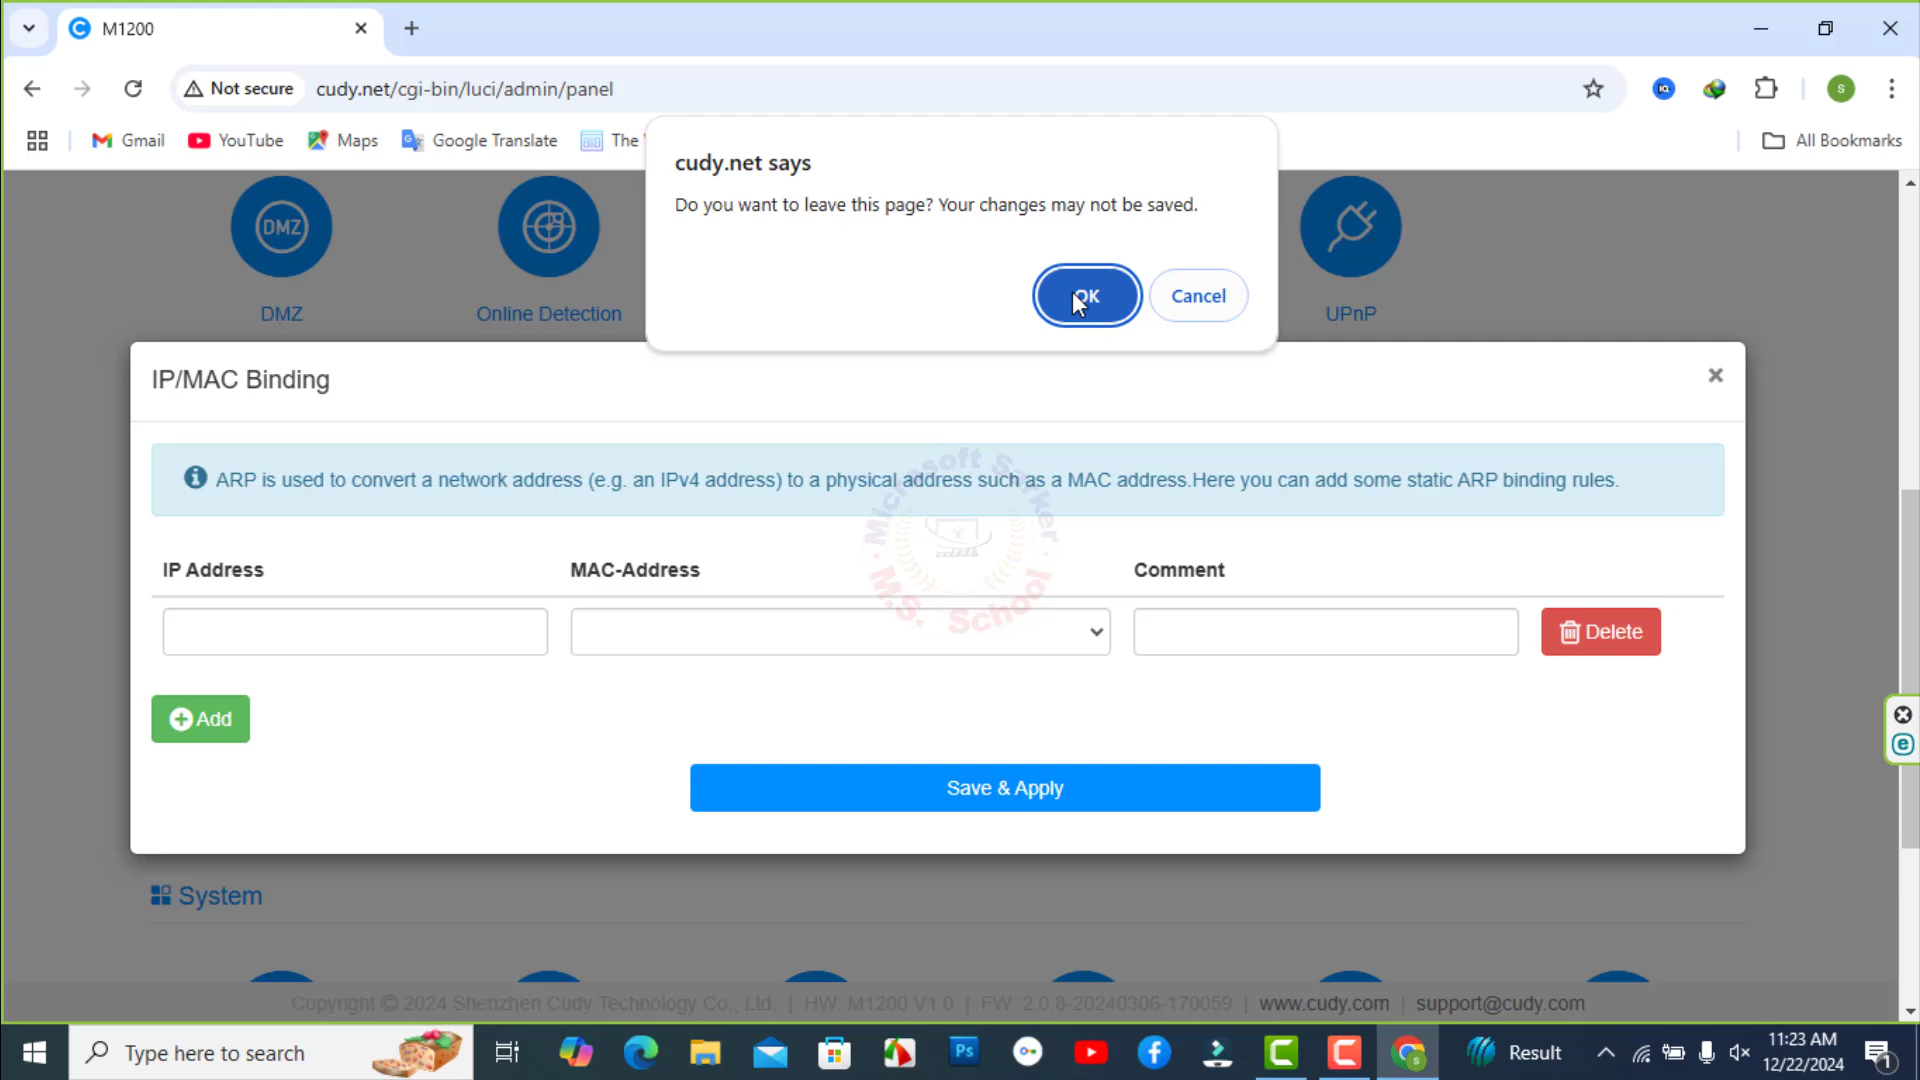 M1200
Not secure
cudy.net/cgi-bin/luci/admin/panel
S
Gmail
YouTube
Maps
Google Translate
The
All Bookmarks
cudy.net says
Do you want to leave this page? Your changes may not be saved.
OK
Cancel
DMZ
DMZ
Online Detection
UPnP
IP/MAC Binding
ARP is used to convert a network address (e.g. an IPv4 address) to a physical address such as a MAC address.Here you can add some static ARP binding rules.
Microsoft Sarker
M.S. School
IP Address
MAC-Address
Comment
Delete
Add
Save & Apply
System
Copyright © 2024 Shenzhen Cudy Technology Co., Ltd. | HW: M1200 V1.0 | FW: 2.0.8-20240306-170059 | www.cudy.com | support@cudy.com
Type here to search
Ps
Result
11:23 AM
12/22/2024
1